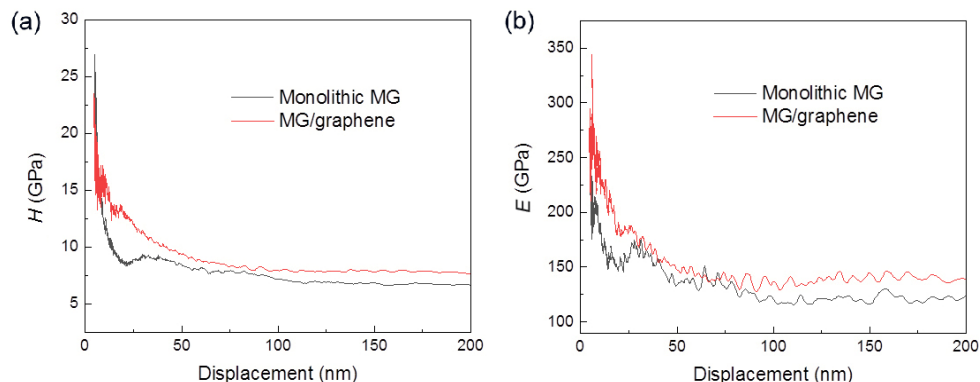 (a)
30
25
20
15
10
5
H (GPa)
Monolithic MG
MG/graphene
0 50 100 150 200
Displacement (nm)
(b)
350
300
250
200
150
100
E (GPa)
Monolithic MG
MG/graphene
0 50 100 150 200
Displacement (nm)